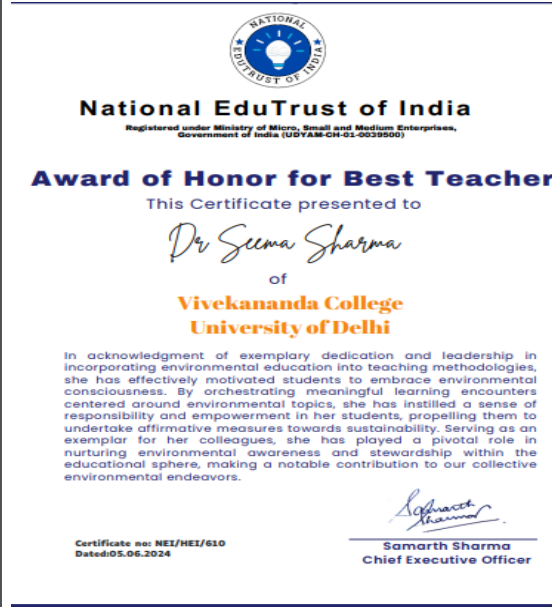 NATIONAL
EDUTRUST OF INDIA
National EduTrust of India
Registered under Ministry of Micro, Small and Medium Enterprises,
Government of India (UDYAM-CH-01-0039500)
Award of Honor for Best Teacher
This Certificate presented to
Dr Seema Sharma
of
Vivekananda College
University of Delhi
In acknowledgment of exemplary dedication and leadership in
incorporating environmental education into teaching methodologies,
she has effectively motivated students to embrace environmental
consciousness. By orchestrating meaningful learning encounters
centered around environmental topics, she has instilled a sense of
responsibility and empowerment in her students, propelling them to
undertake affirmative measures towards sustainability. Serving as an
exemplar for her colleagues, she has played a pivotal role in
nurturing environmental awareness and stewardship within the
educational sphere, making a notable contribution to our collective
environmental endeavors.
Samarth
Sharma
Certificate no: NEI/HEI/610
Dated:05.06.2024
Samarth Sharma
Chief Executive Officer